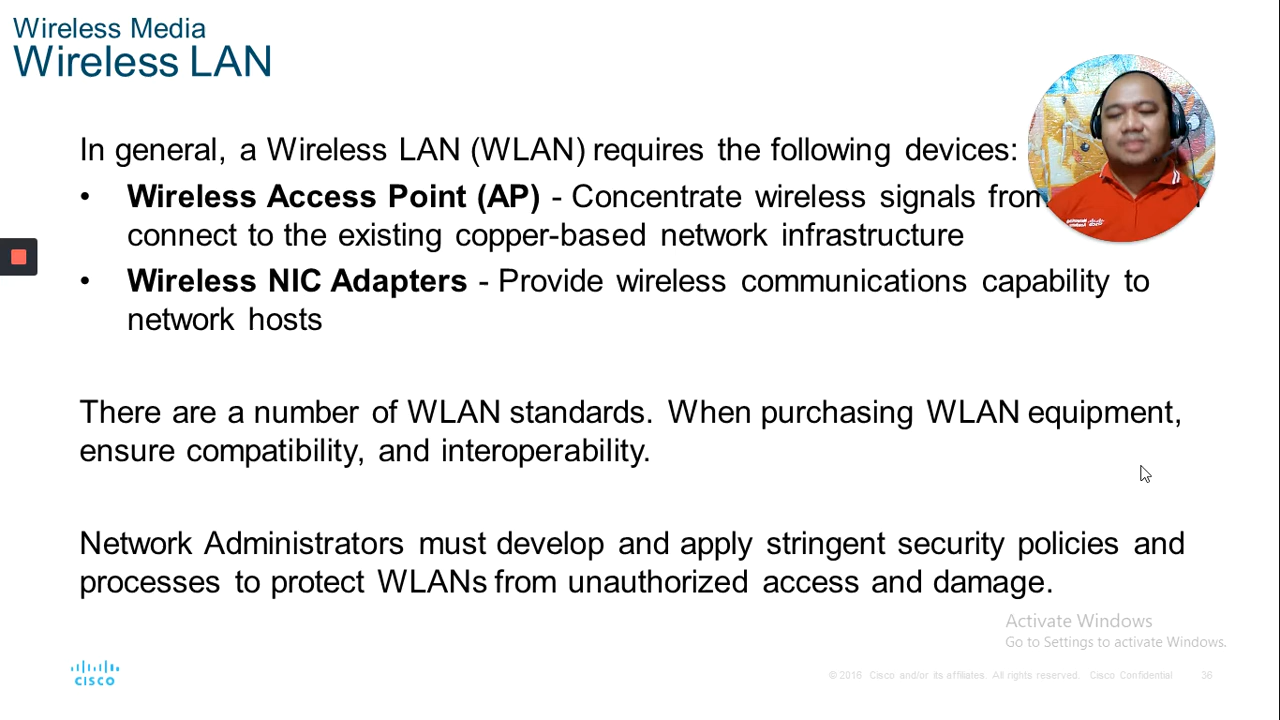 Wireless Media
Wireless LAN
In general, a Wireless LAN (WLAN) requires the following devices:
• Wireless Access Point (AP) - Concentrate wireless signals from
connect to the existing copper-based network infrastructure
• Wireless NIC Adapters - Provide wireless communications capability to
network hosts
There are a number of WLAN standards. When purchasing WLAN equipment,
ensure compatibility, and interoperability.
Network Administrators must develop and apply stringent security policies and
processes to protect WLANs from unauthorized access and damage.
Activate Windows
Go to Settings to activate Windows.
CISCO
© 2016 Cisco and/or its affiliates. All rights reserved. Cisco Confidential 36